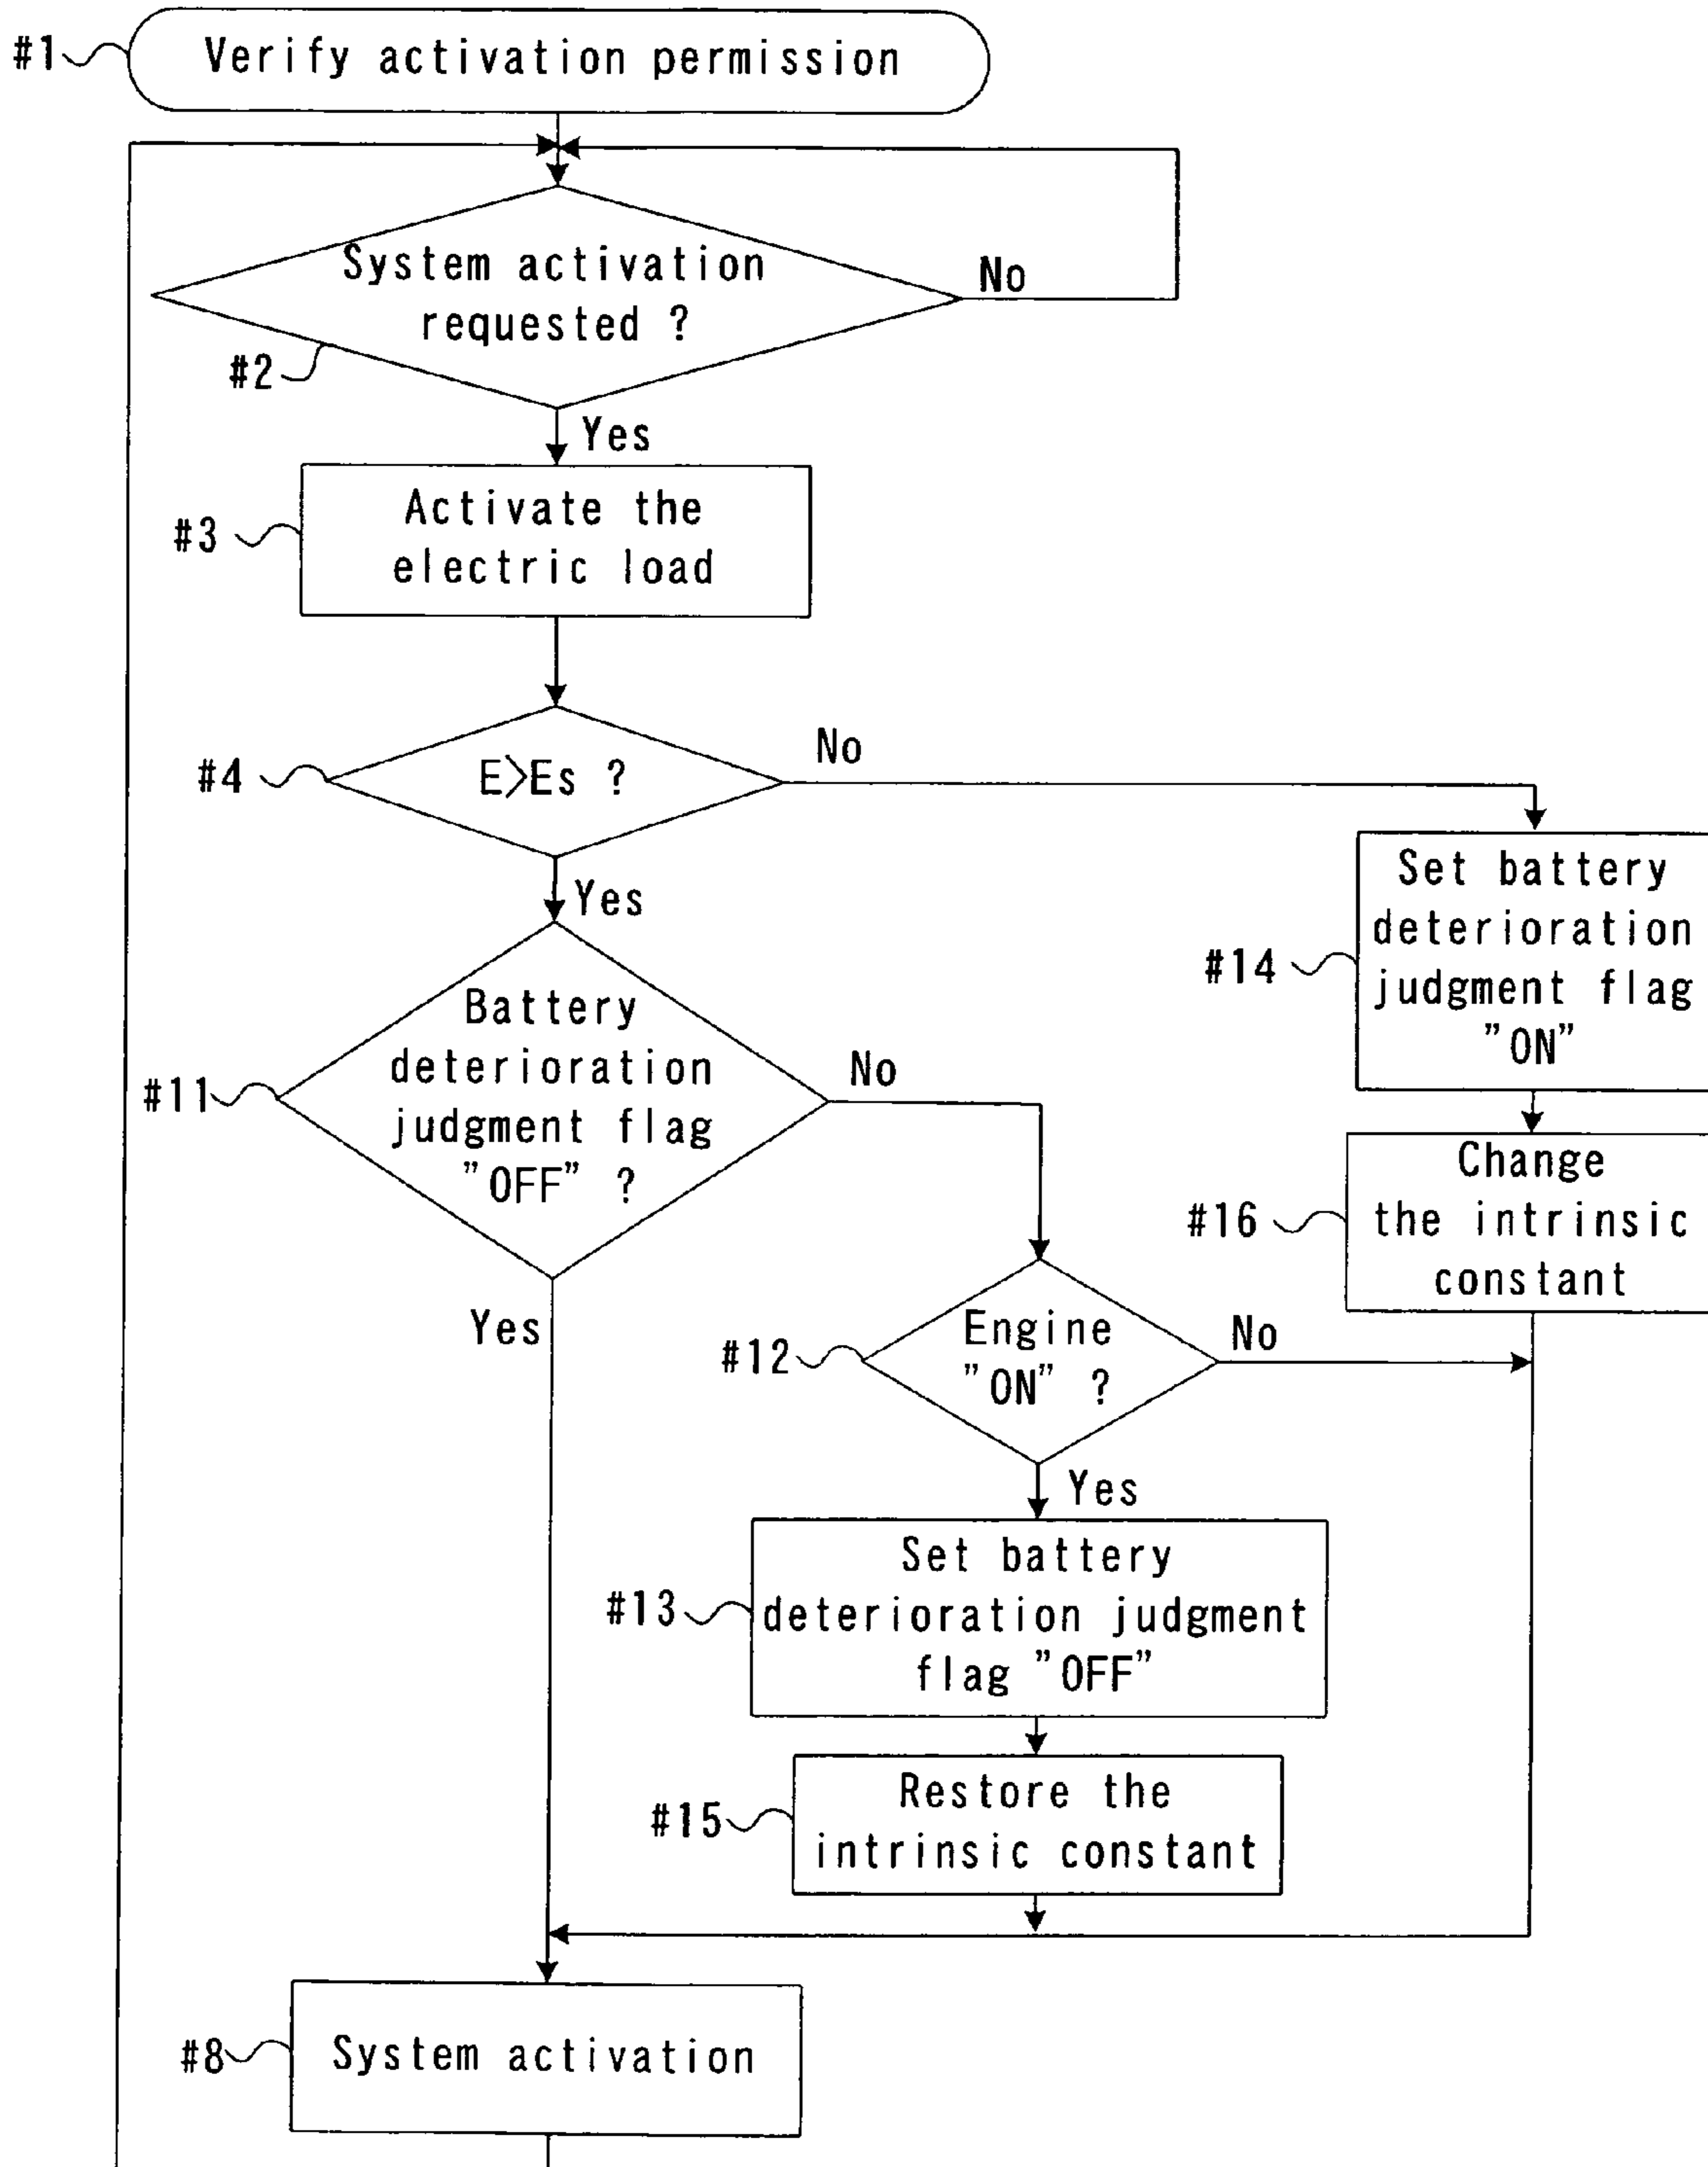 #1
Verify activation permission
System activation
requested ?
No
#2
Yes
#3
Activate the
electric load
#4
E>Es ?
No
Yes
Set battery
deterioration
judgment flag
"ON"
#14
#11
Battery
deterioration
judgment flag
"OFF" ?
No
#16
Change
the intrinsic
constant
Yes
#12
Engine
"ON" ?
No
Yes
#13
Set battery
deterioration judgment
flag "OFF"
#15
Restore the
intrinsic constant
#8
System activation